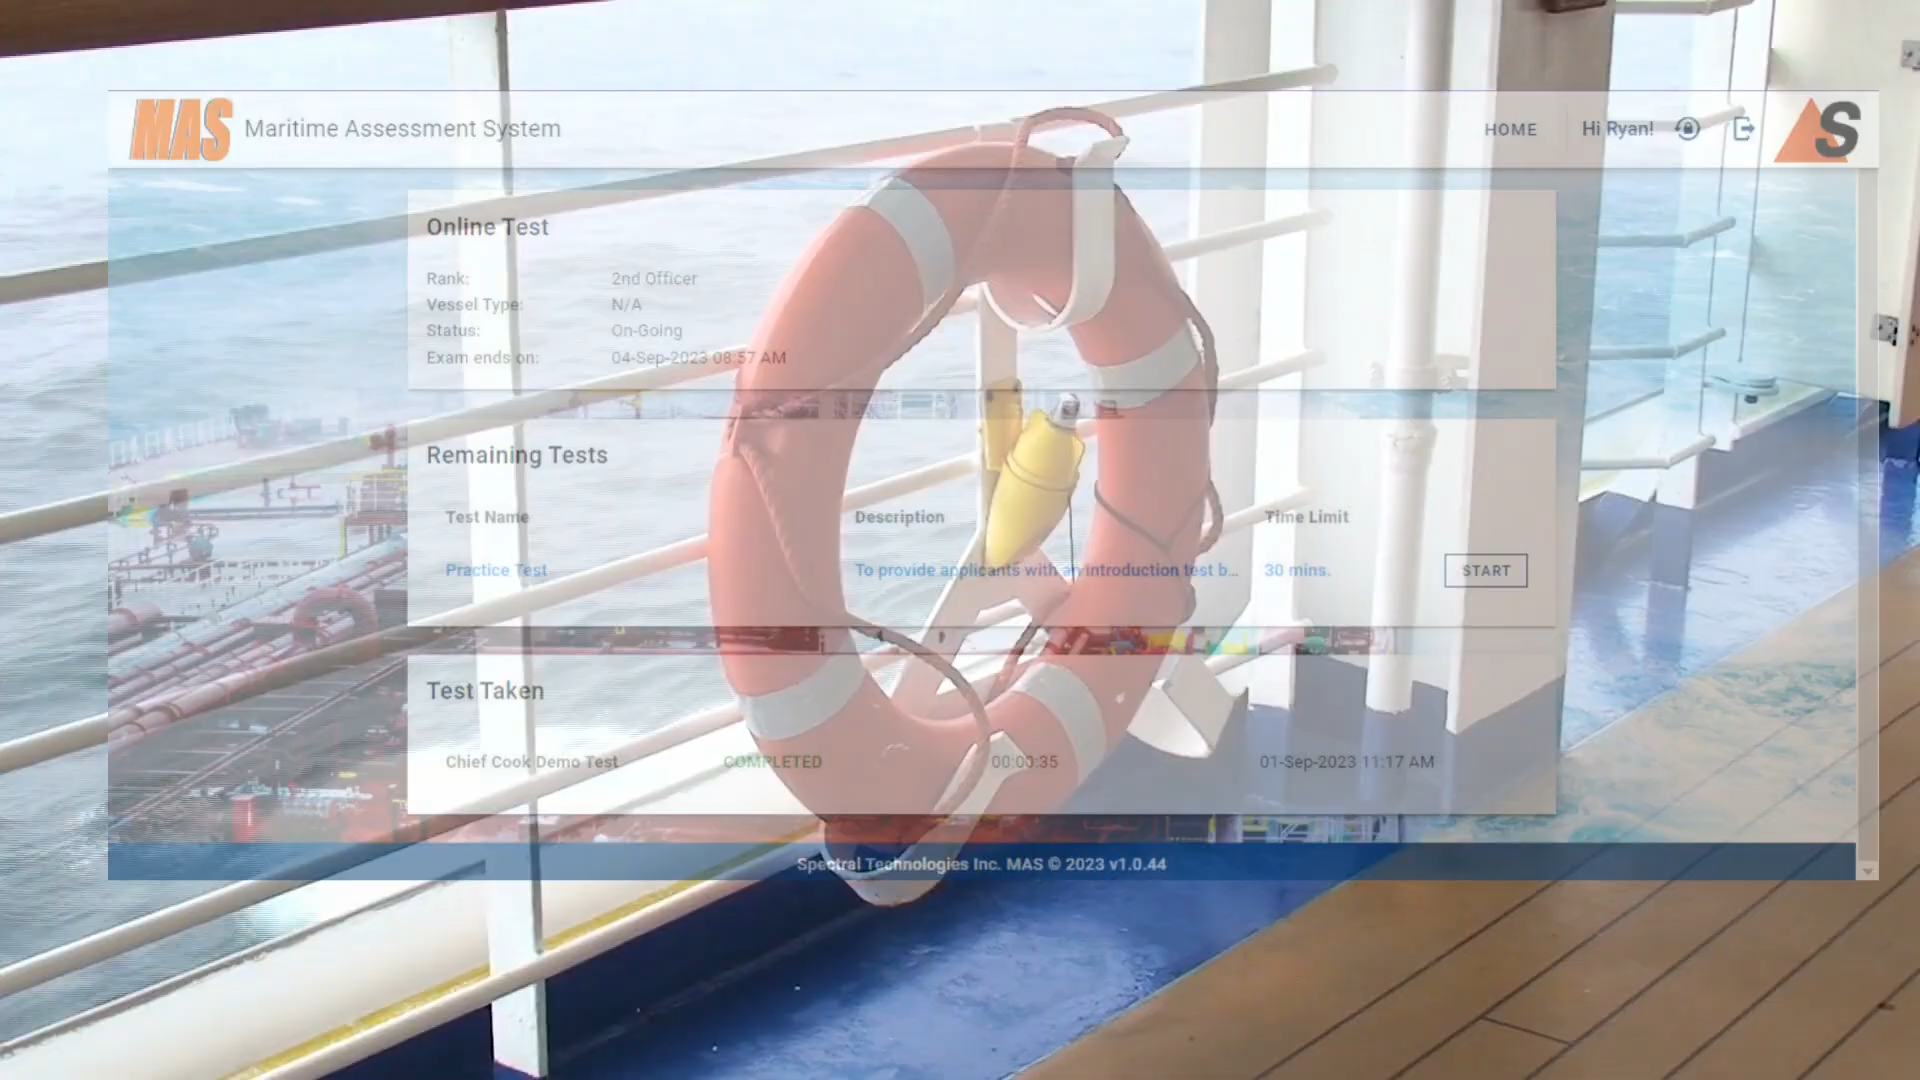 MAS Maritime Assessment System HOME Hi Ryan! S
Online Test
Rank: 2nd Officer
Vessel Type: N/A
Status: On-Going
Exam ends on: 04-Sep-2023 08:57 AM
Remaining Tests
Test Name Description Time Limit
Practice Test To provide applicants with an introduction test b... 30 mins. START
Test Taken
Chief Cook Demo Test COMPLETED 00:00:35 01-Sep-2023 11:17 AM
Spectral Technologies Inc. MAS © 2023 v1.0.44